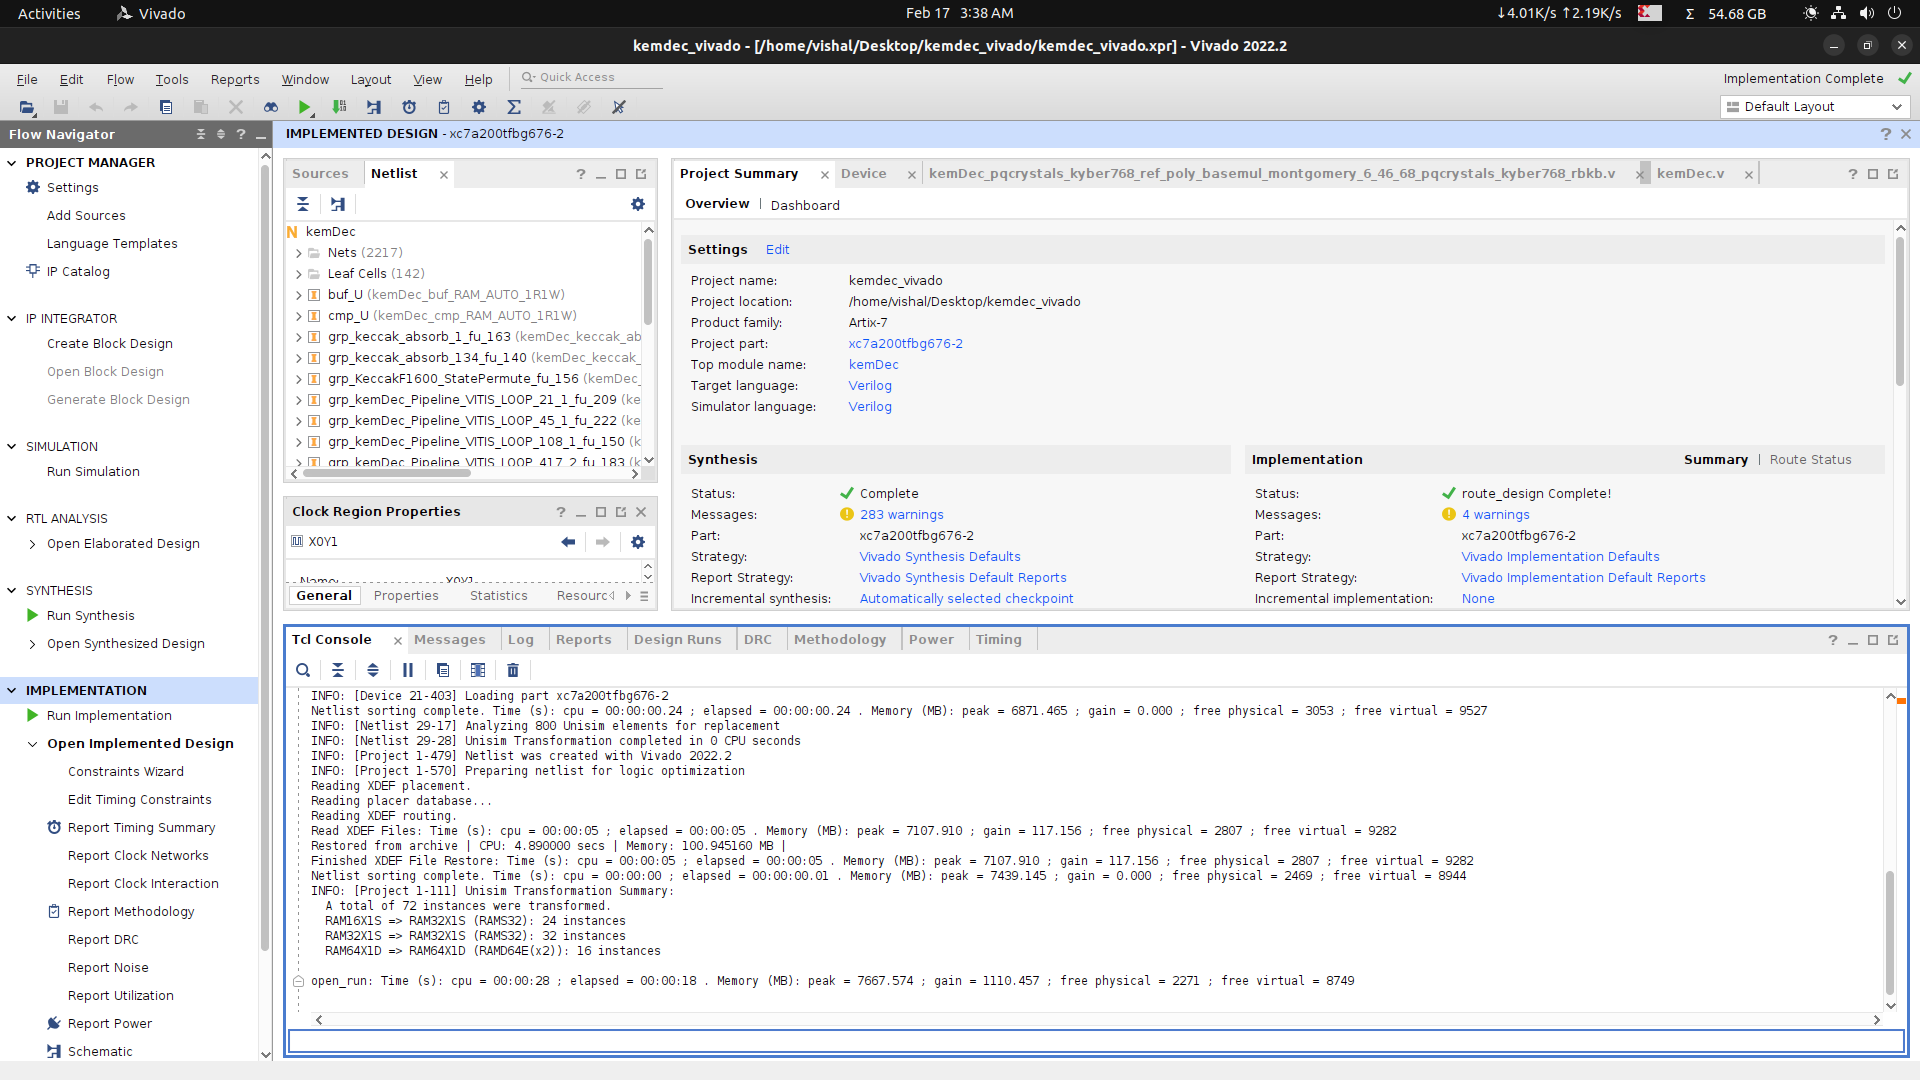 Activities
Vivado
Feb 17 3:38 AM
↓4.01K/s ↑2.19K/s
Σ 54.68 GB
kemdec_vivado - [/home/vishal/Desktop/kemdec_vivado/kemdec_vivado.xpr] - Vivado 2022.2
File Edit Flow Tools Reports Window Layout View Help
Quick Access
Implementation Complete
Default Layout
Flow Navigator
IMPLEMENTED DESIGN - xc7a200tfbg676-2
PROJECT MANAGER
Settings
Add Sources
Language Templates
IP Catalog
IP INTEGRATOR
Create Block Design
Open Block Design
Generate Block Design
SIMULATION
Run Simulation
RTL ANALYSIS
Open Elaborated Design
SYNTHESIS
Run Synthesis
Open Synthesized Design
IMPLEMENTATION
Run Implementation
Open Implemented Design
Constraints Wizard
Edit Timing Constraints
Report Timing Summary
Report Clock Networks
Report Clock Interaction
Report Methodology
Report DRC
Report Noise
Report Utilization
Report Power
Schematic
Sources Netlist
N kemDec
Nets (2217)
Leaf Cells (142)
buf_U (kemDec_buf_RAM_AUTO_1R1W)
cmp_U (kemDec_cmp_RAM_AUTO_1R1W)
grp_keccak_absorb_1_fu_163 (kemDec_keccak_ab
grp_keccak_absorb_134_fu_140 (kemDec_keccak_
grp_KeccakF1600_StatePermute_fu_156 (kemDec_
grp_kemDec_Pipeline_VITIS_LOOP_21_1_fu_209 (ke
grp_kemDec_Pipeline_VITIS_LOOP_45_1_fu_222 (ke
grp_kemDec_Pipeline_VITIS_LOOP_108_1_fu_150 (k
grp_kemDec_Pipeline_VITIS_LOOP_417_2_fu_183 (k
Clock Region Properties
X0Y1
Name: X0Y1
General Properties Statistics Resourc
Project Summary Device kemDec_pqcrystals_kyber768_ref_poly_basemul_montgomery_6_46_68_pqcrystals_kyber768_rbkb.v kemDec.v
Overview | Dashboard
Settings Edit
Project name: kemdec_vivado
Project location: /home/vishal/Desktop/kemdec_vivado
Product family: Artix-7
Project part: xc7a200tfbg676-2
Top module name: kemDec
Target language: Verilog
Simulator language: Verilog
Synthesis
Status: Complete
Messages: 283 warnings
Part: xc7a200tfbg676-2
Strategy: Vivado Synthesis Defaults
Report Strategy: Vivado Synthesis Default Reports
Incremental synthesis: Automatically selected checkpoint
Implementation Summary | Route Status
Status: route_design Complete!
Messages: 4 warnings
Part: xc7a200tfbg676-2
Strategy: Vivado Implementation Defaults
Report Strategy: Vivado Implementation Default Reports
Incremental implementation: None
Tcl Console Messages Log Reports Design Runs DRC Methodology Power Timing
INFO: [Device 21-403] Loading part xc7a200tfbg676-2
Netlist sorting complete. Time (s): cpu = 00:00:00.24 ; elapsed = 00:00:00.24 . Memory (MB): peak = 6871.465 ; gain = 0.000 ; free physical = 3053 ; free virtual = 9527
INFO: [Netlist 29-17] Analyzing 800 Unisim elements for replacement
INFO: [Netlist 29-28] Unisim Transformation completed in 0 CPU seconds
INFO: [Project 1-479] Netlist was created with Vivado 2022.2
INFO: [Project 1-570] Preparing netlist for logic optimization
Reading XDEF placement.
Reading placer database...
Reading XDEF routing.
Read XDEF Files: Time (s): cpu = 00:00:05 ; elapsed = 00:00:05 . Memory (MB): peak = 7107.910 ; gain = 117.156 ; free physical = 2807 ; free virtual = 9282
Restored from archive | CPU: 4.890000 secs | Memory: 100.945160 MB |
Finished XDEF File Restore: Time (s): cpu = 00:00:05 ; elapsed = 00:00:05 . Memory (MB): peak = 7107.910 ; gain = 117.156 ; free physical = 2807 ; free virtual = 9282
Netlist sorting complete. Time (s): cpu = 00:00:00 ; elapsed = 00:00:00.01 . Memory (MB): peak = 7439.145 ; gain = 0.000 ; free physical = 2469 ; free virtual = 8944
INFO: [Project 1-111] Unisim Transformation Summary:
A total of 72 instances were transformed.
RAM16X1S => RAM32X1S (RAMS32): 24 instances
RAM32X1S => RAM32X1S (RAMS32): 32 instances
RAM64X1D => RAM64X1D (RAMD64E(x2)): 16 instances
open_run: Time (s): cpu = 00:00:28 ; elapsed = 00:00:18 . Memory (MB): peak = 7667.574 ; gain = 1110.457 ; free physical = 2271 ; free virtual = 8749